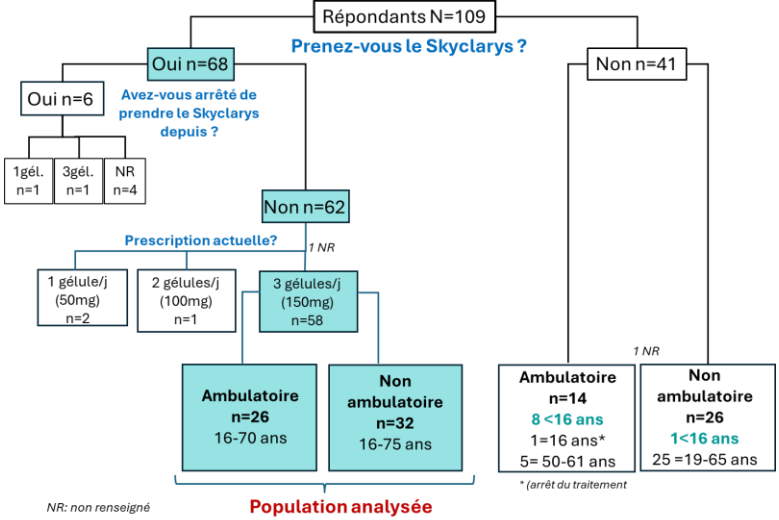 Répondants N=109
Prenez-vous le Skyclarys ?
Oui n=68
Non n=41
Oui n=6
Avez-vous arrêté de
prendre le Skyclarys
depuis ?
1gél.
n=1
3gél.
n=1
NR
n=4
Non n=62
Prescription actuelle?
1 NR
1 gélule/j
(50mg)
n=2
2 gélules/j
(100mg)
n=1
3 gélules/j
(150mg)
n=58
Ambulatoire
n=26
16-70 ans
Non
ambulatoire
n=32
16-75 ans
1 NR
Ambulatoire
n=14
8 <16 ans
1=16 ans*
5= 50-61 ans
Non
ambulatoire
n=26
1<16 ans
25 =19-65 ans
* (arrêt du traitement
NR: non renseigné
Population analysée